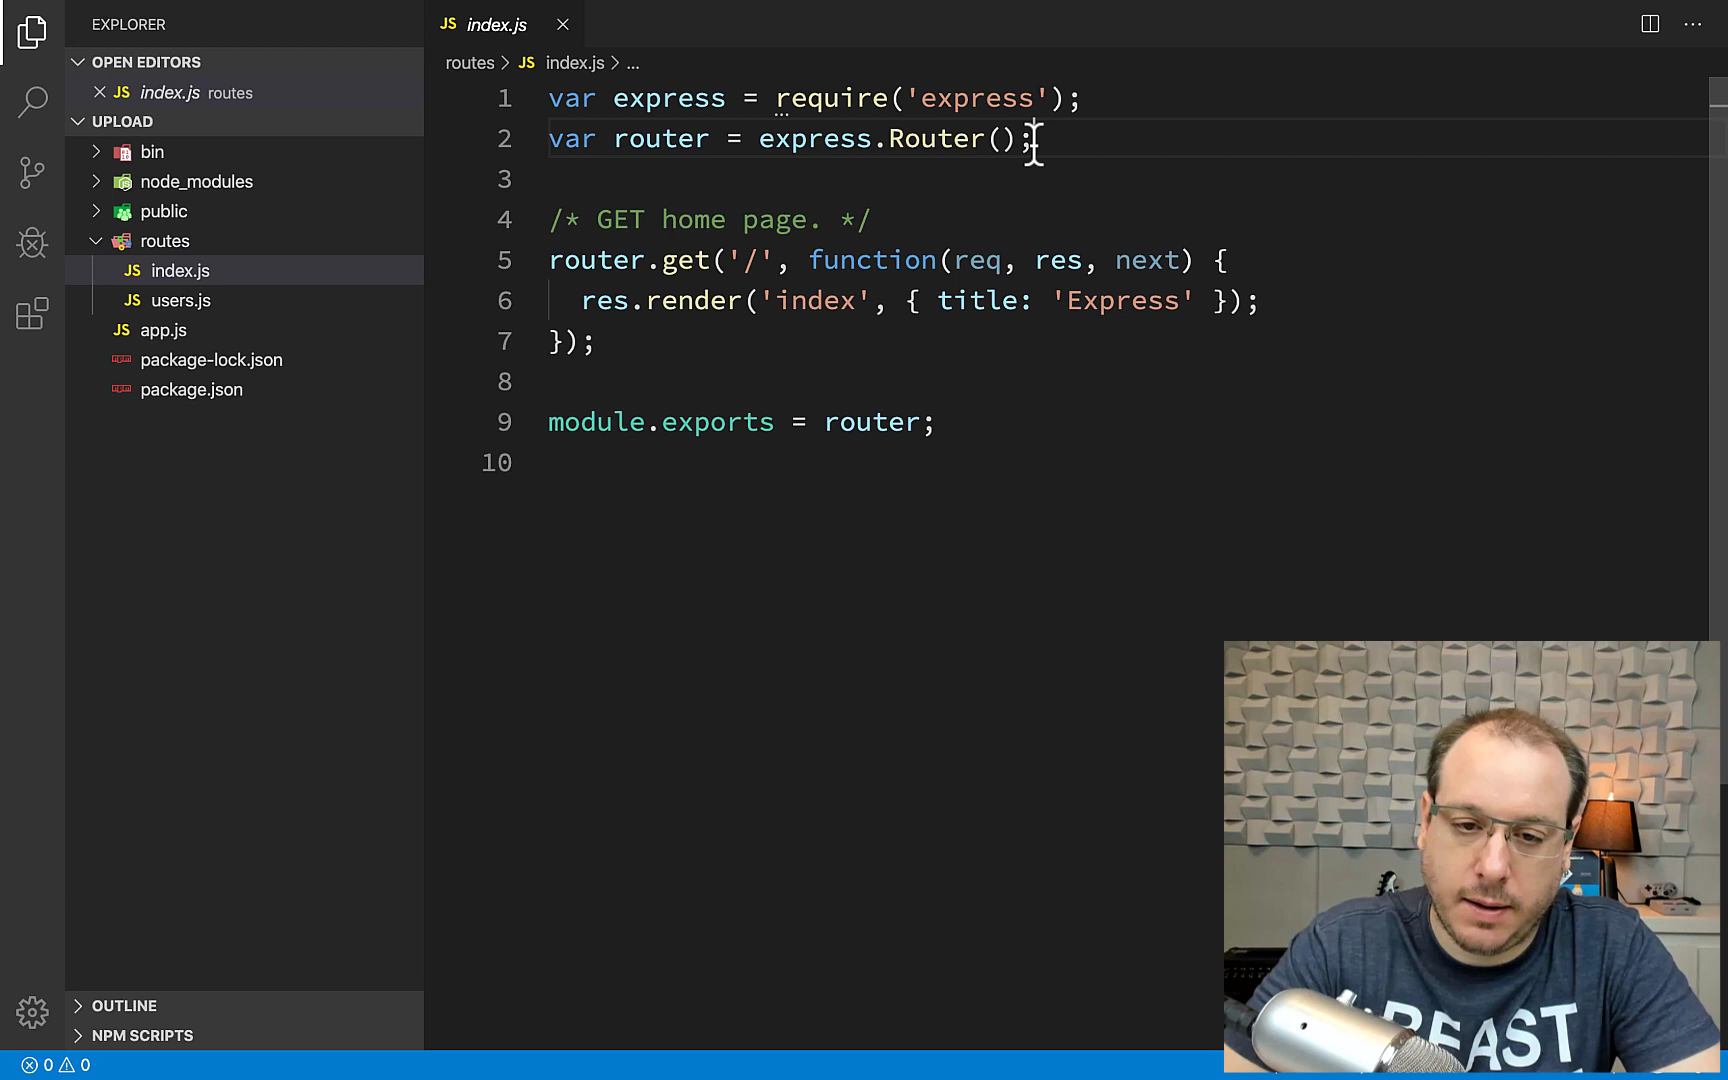 EXPLORER
OPEN EDITORS
JS index.js routes
UPLOAD
bin
node_modules
public
routes
JS index.js
JS users.js
JS app.js
package-lock.json
package.json
OUTLINE
NPM SCRIPTS
0 0
JS index.js
routes > JS index.js > ...
1 var express = require('express');
2 var router = express.Router();
3
4 /* GET home page. */
5 router.get('/', function(req, res, next) {
6 res.render('index', { title: 'Express' });
7 });
8
9 module.exports = router;
10
BEAST